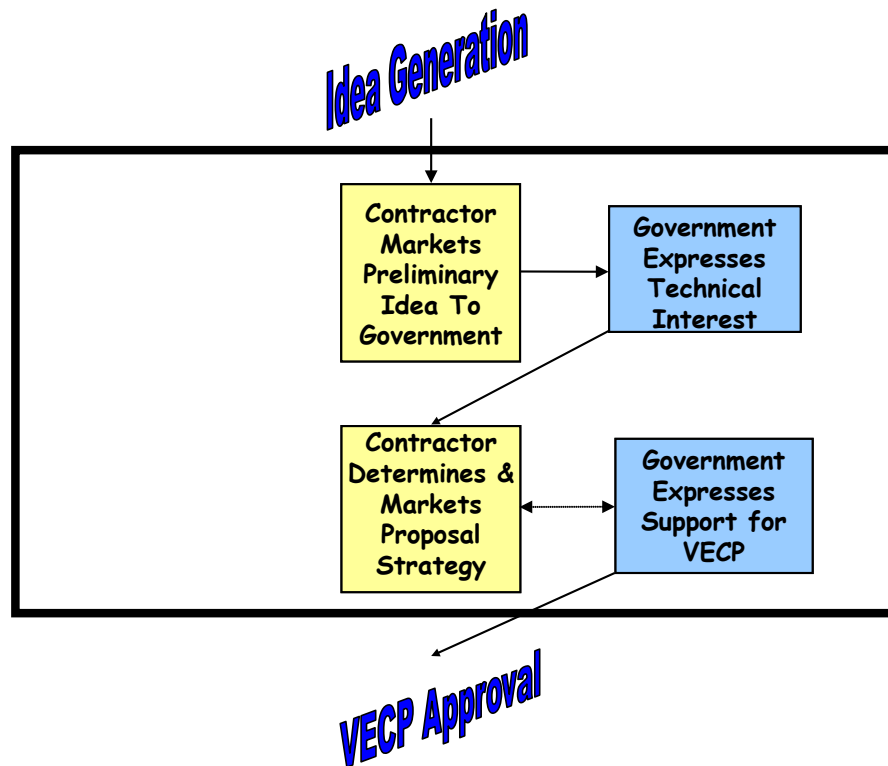 Idea Generation
Contractor
Markets
Preliminary
Idea To
Government
Government
Expresses
Technical
Interest
Contractor
Determines &
Markets
Proposal
Strategy
Government
Expresses
Support for
VECP
VECP Approval